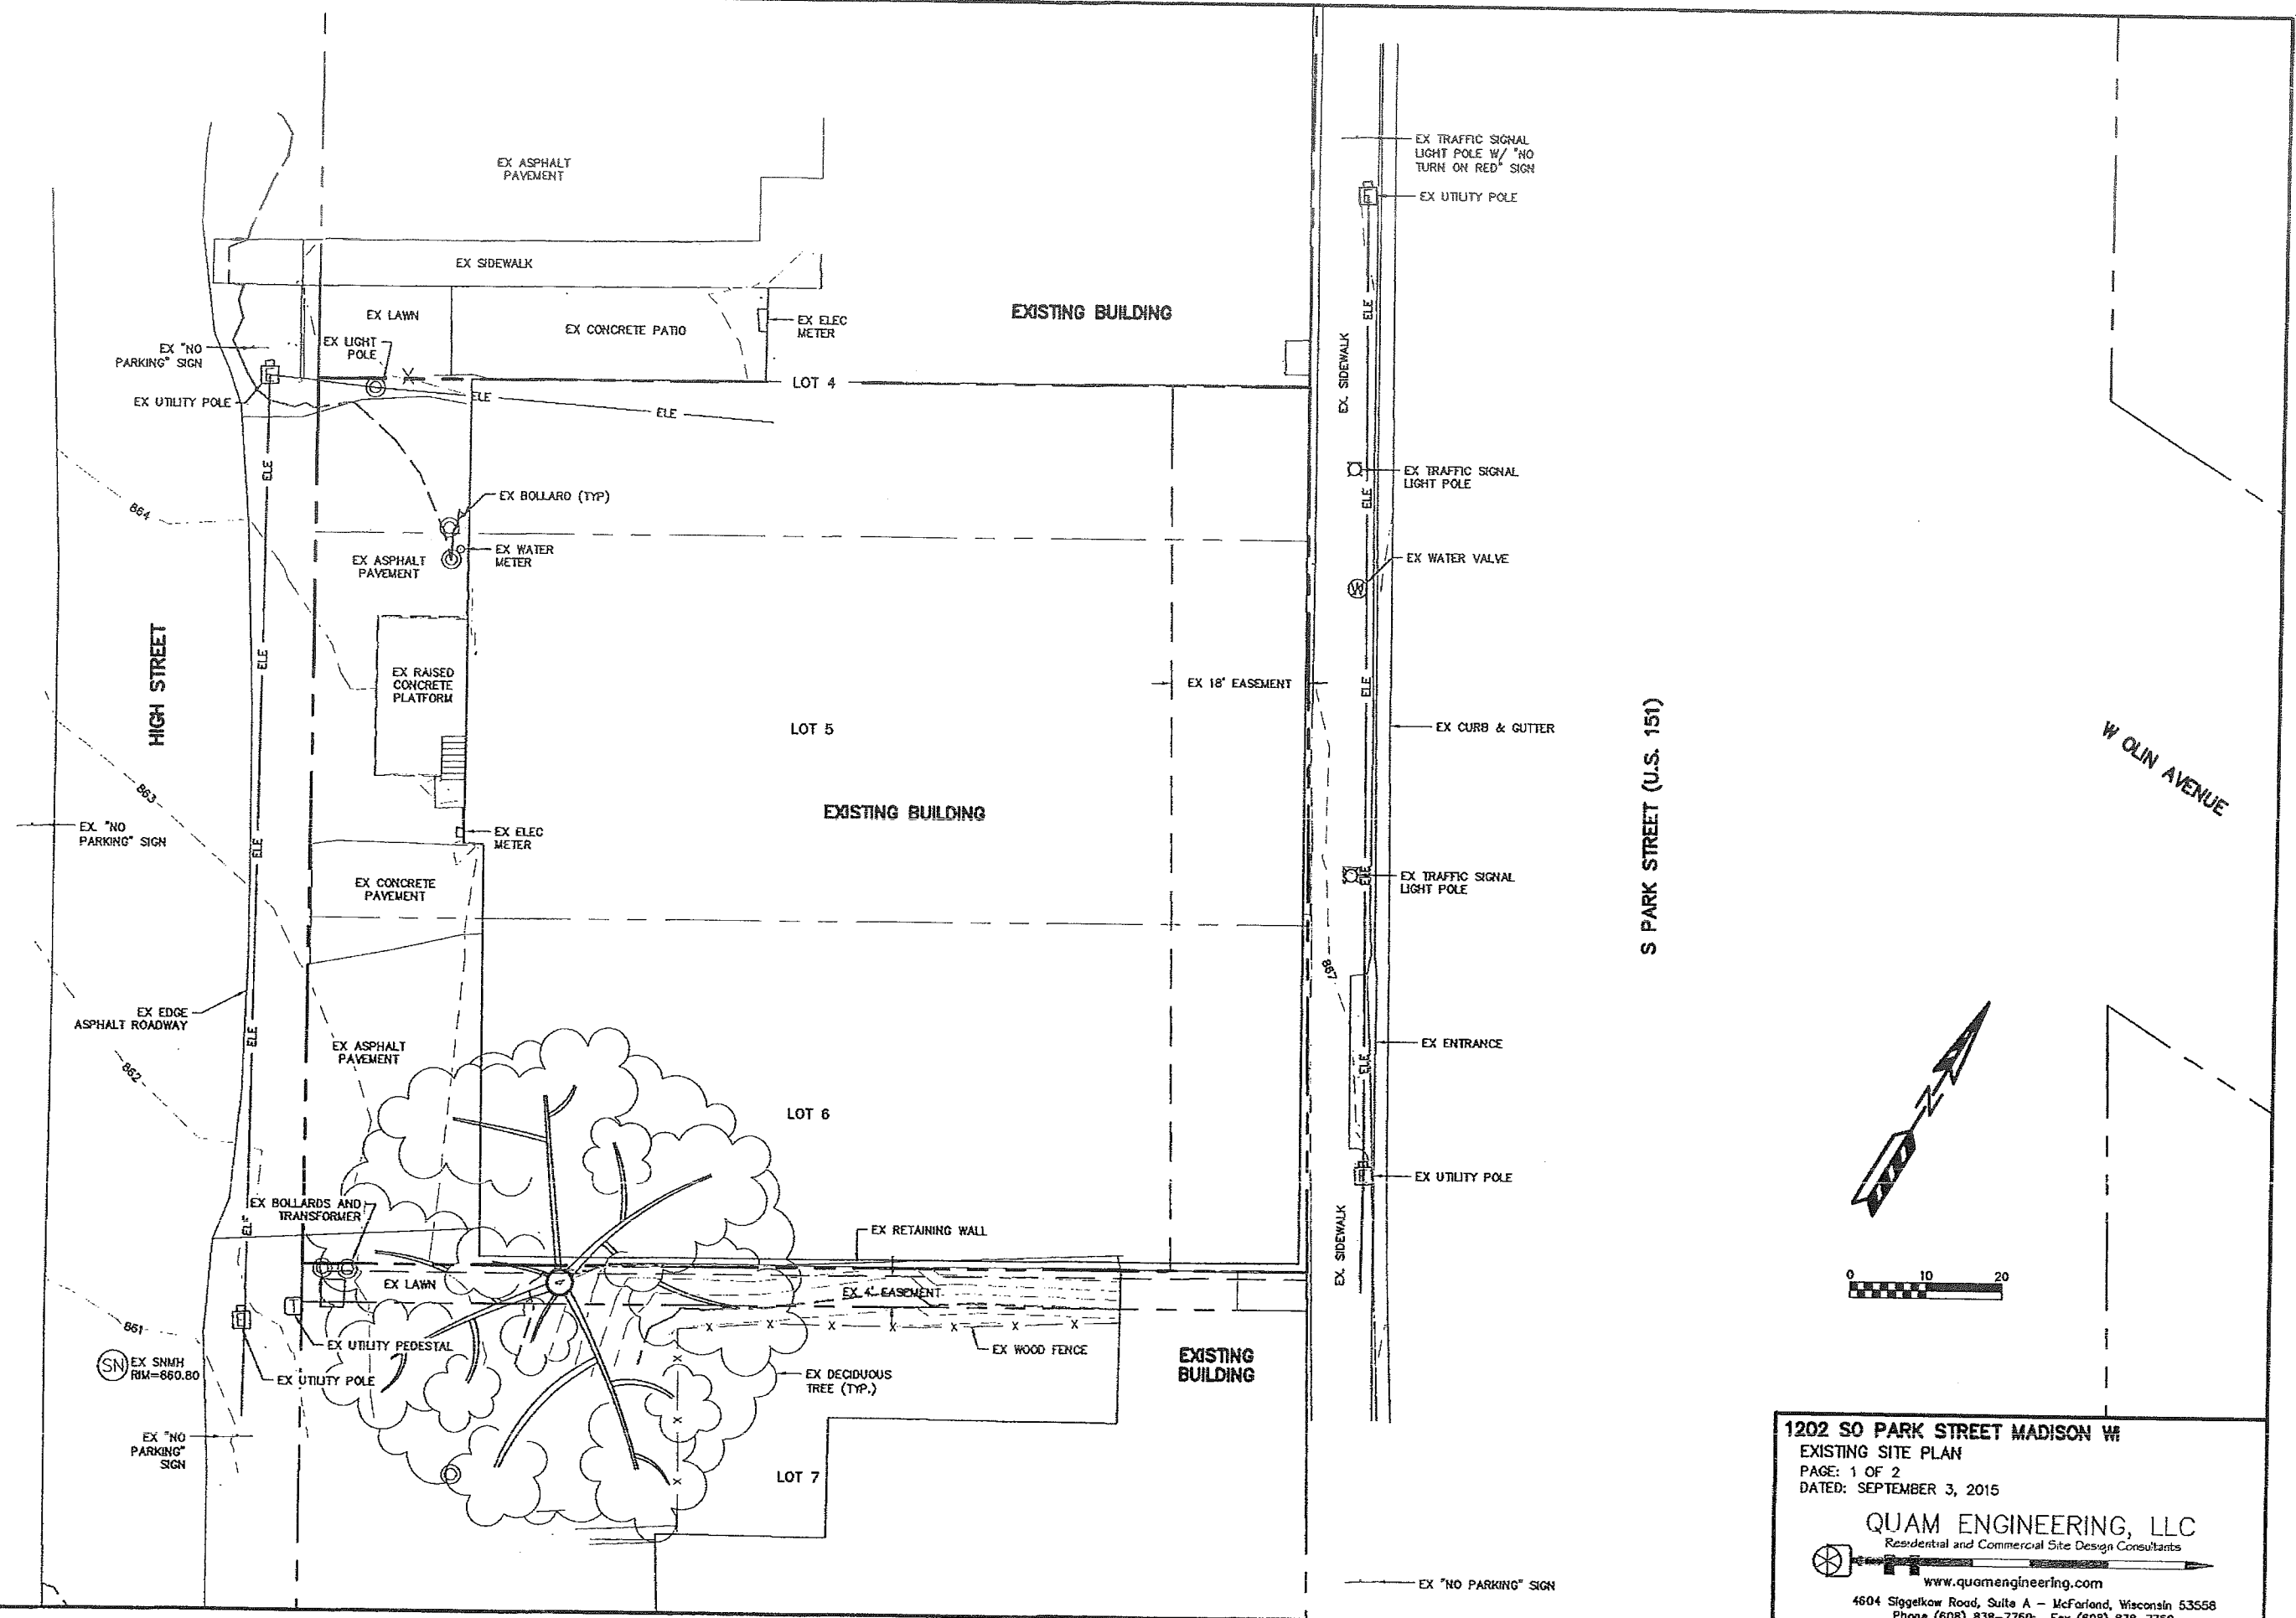 EX TRAFFIC SIGNAL
LIGHT POLE W/ "NO
TURN ON RED" SIGN
EX ASPHALT
PAVEMENT
EX UTILITY POLE
EX SIDEWALK
ELE
EX LAWN
EX CONCRETE PATIO
EX ELEC
METER
EXISTING BUILDING
EX "NO
PARKING" SIGN
EX LIGHT
POLE
EX. SIDEWALK
X
LOT 4
EX UTILITY POLE
ELE
ELE
ELE
EX TRAFFIC SIGNAL
LIGHT POLE
ELE
EX BOLLARD (TYP)
864
EX WATER
METER
EX ASPHALT
PAVEMENT
EX WATER VALVE
W
HIGH STREET
ELE
EX RAISED
CONCRETE
PLATFORM
EX 18' EASEMENT
ELE
LOT 5
EX CURB & GUTTER
S PARK STREET (U.S. 151)
W OLIN AVENUE
863
EXISTING BUILDING
EX. "NO
PARKING" SIGN
ELE
EX ELEC
METER
EX CONCRETE
PAVEMENT
ELE
EX TRAFFIC SIGNAL
LIGHT POLE
867
EX EDGE
ASPHALT ROADWAY
ELE
EX ASPHALT
PAVEMENT
EX ENTRANCE
ELE
862
LOT 6
N
EX UTILITY POLE
EX BOLLARDS AND
TRANSFORMER
EX RETAINING WALL
EX. SIDEWALK
EX LAWN
EX 4' EASEMENT
0 10 20
T
861
X X X X X X X
EX UTILITY PEDESTAL
EX WOOD FENCE
EXISTING
BUILDING
SN
EX SNMH
RIM=860.80
EX UTILITY POLE
EX DECIDUOUS
TREE (TYP.)
X
X
X
X
EX "NO
PARKING"
SIGN
LOT 7
EX "NO PARKING" SIGN
1202 SO PARK STREET MADISON WI
EXISTING SITE PLAN
PAGE: 1 OF 2
DATED: SEPTEMBER 3, 2015
QUAM ENGINEERING, LLC
Residential and Commercial Site Design Consultants
www.quamengineering.com
4604 Siggelkow Road, Suite A - McFarland, Wisconsin 53558
Phone (608) 838-7750; Fax (608) 838-7752